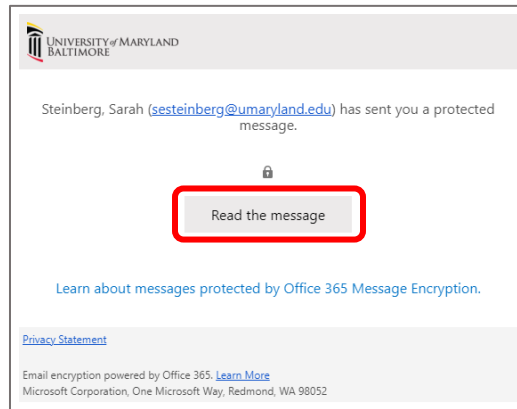 UNIVERSITY of MARYLAND
BALTIMORE
Steinberg, Sarah (sesteinberg@umaryland.edu) has sent you a protected
message.
Read the message
Learn about messages protected by Office 365 Message Encryption.
Privacy Statement
Email encryption powered by Office 365. Learn More
Microsoft Corporation, One Microsoft Way, Redmond, WA 98052